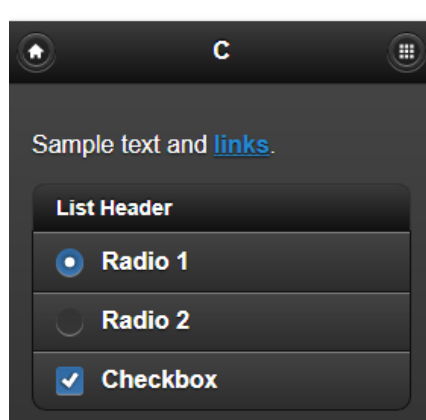 C
Sample text and links.
List Header
Radio 1
Radio 2
Checkbox